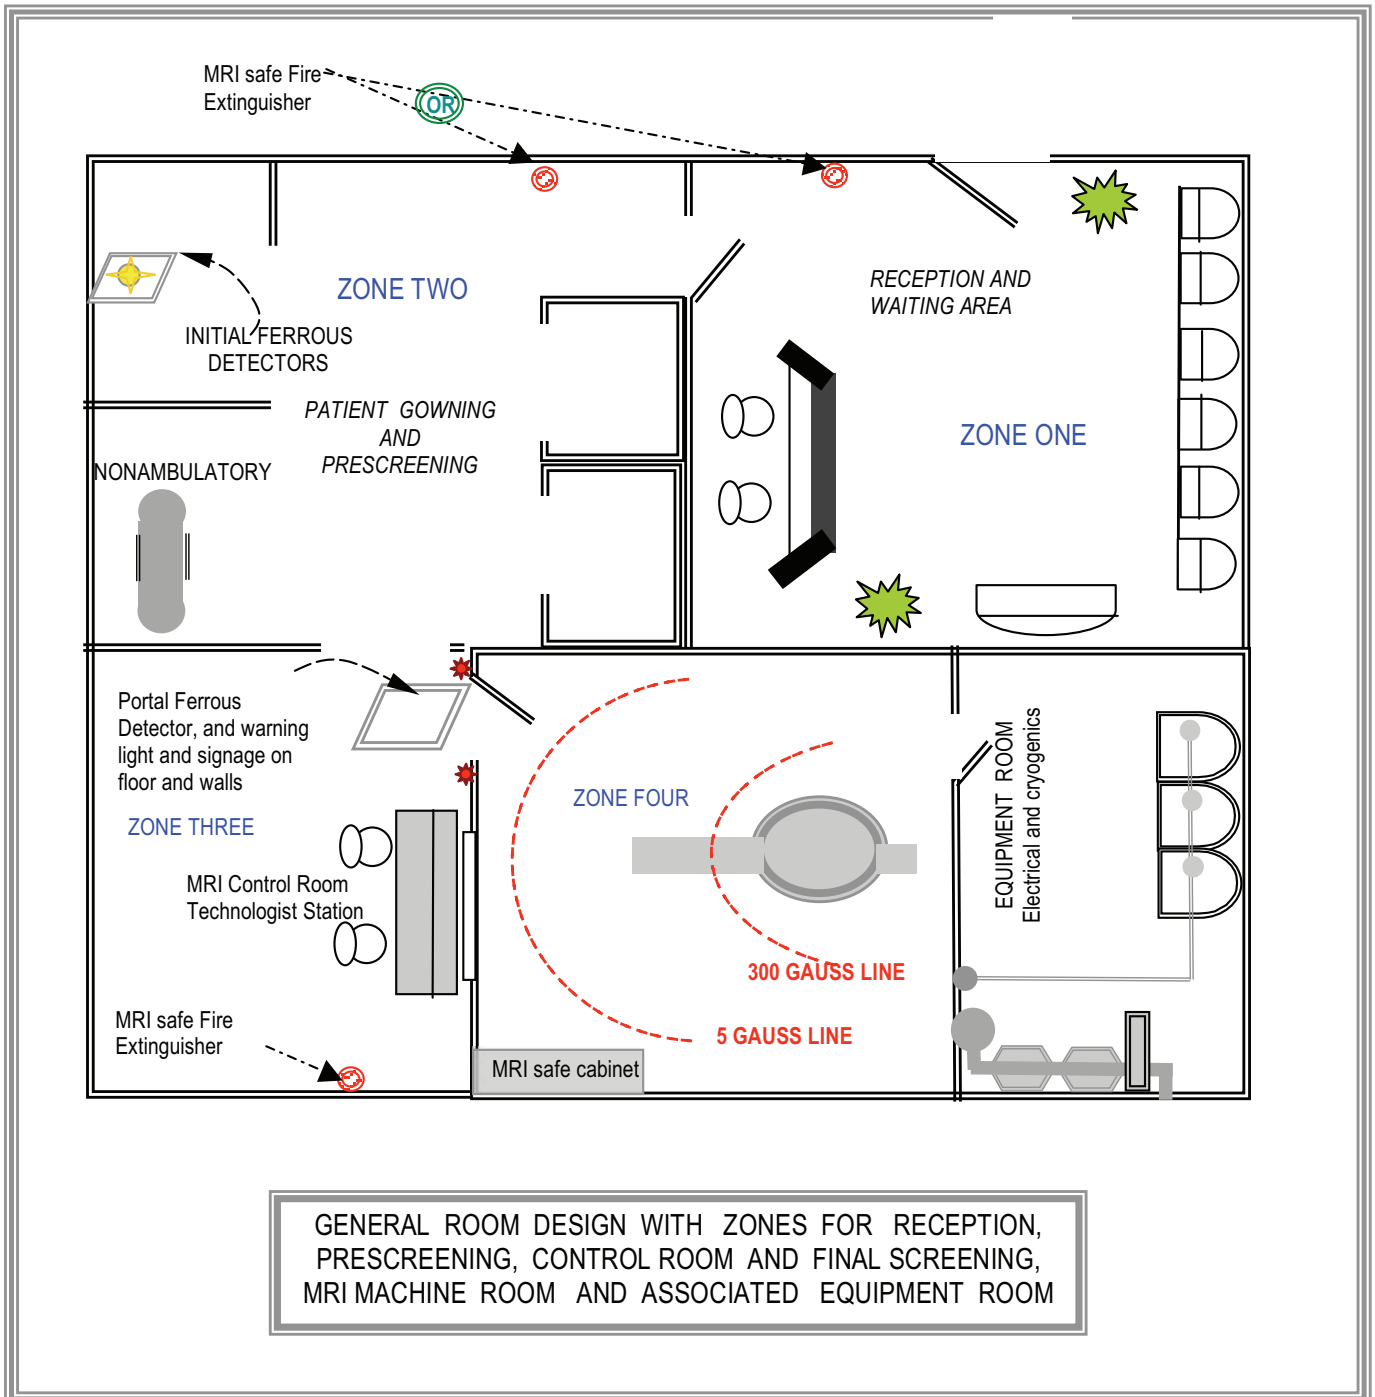 MRI safe Fire
Extinguisher
OR
ZONE TWO
INITIAL FERROUS
DETECTORS
PATIENT GOWNING
AND
PRESCREENING
NONAMBULATORY
RECEPTION AND
WAITING AREA
ZONE ONE
Portal Ferrous
Detector, and warning
light and signage on
floor and walls
ZONE THREE
MRI Control Room
Technologist Station
MRI safe Fire
Extinguisher
ZONE FOUR
300 GAUSS LINE
5 GAUSS LINE
MRI safe cabinet
EQUIPMENT ROOM
Electrical and cryogenics
GENERAL ROOM DESIGN WITH ZONES FOR RECEPTION,
PRESCREENING, CONTROL ROOM AND FINAL SCREENING,
MRI MACHINE ROOM AND ASSOCIATED EQUIPMENT ROOM